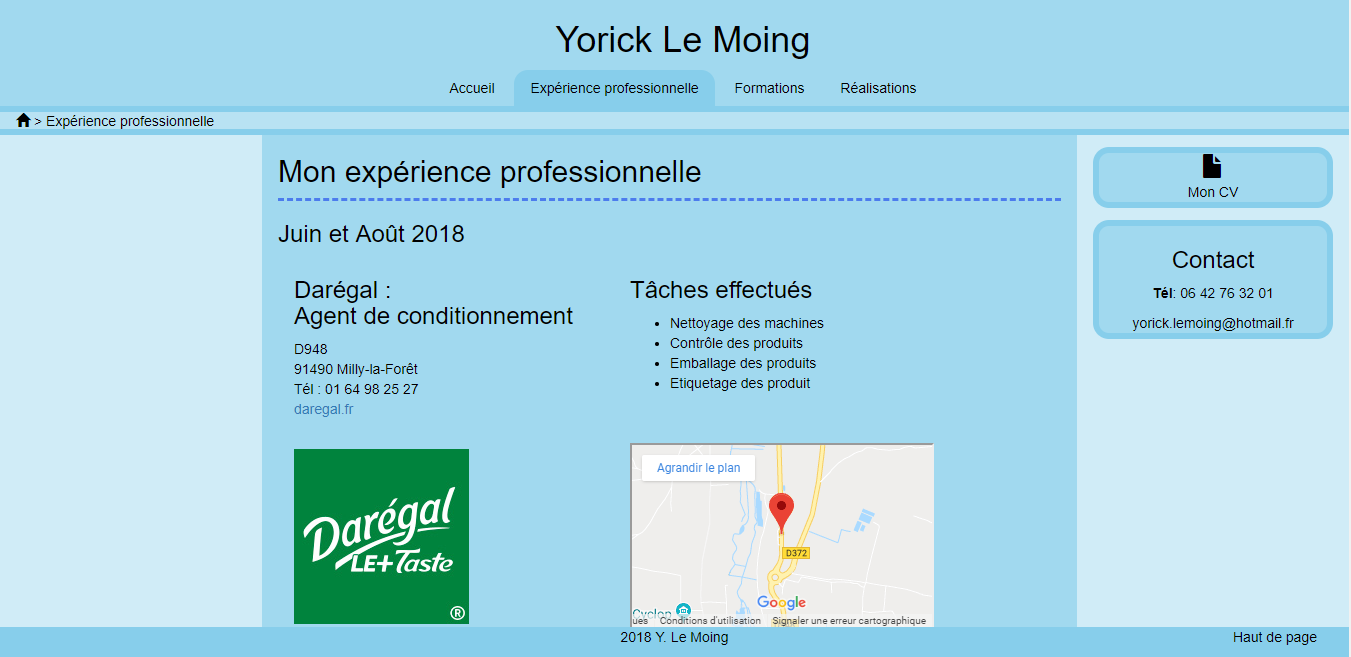 Yorick Le Moing
Accueil
Expérience professionnelle
Formations
Réalisations
> Expérience professionnelle
Mon expérience professionnelle
Juin et Août 2018
Darégal :
Agent de conditionnement
D948
91490 Milly-la-Forêt
Tél : 01 64 98 25 27
daregal.fr
Darégal
LE+Taste
®
Tâches effectués
Nettoyage des machines
Contrôle des produits
Emballage des produits
Etiquetage des produit
Agrandir le plan
D372
Google
ues Conditions d'utilisation Signaler une erreur cartographique
Mon CV
Contact
Tél: 06 42 76 32 01
yorick.lemoing@hotmail.fr
2018 Y. Le Moing
Haut de page